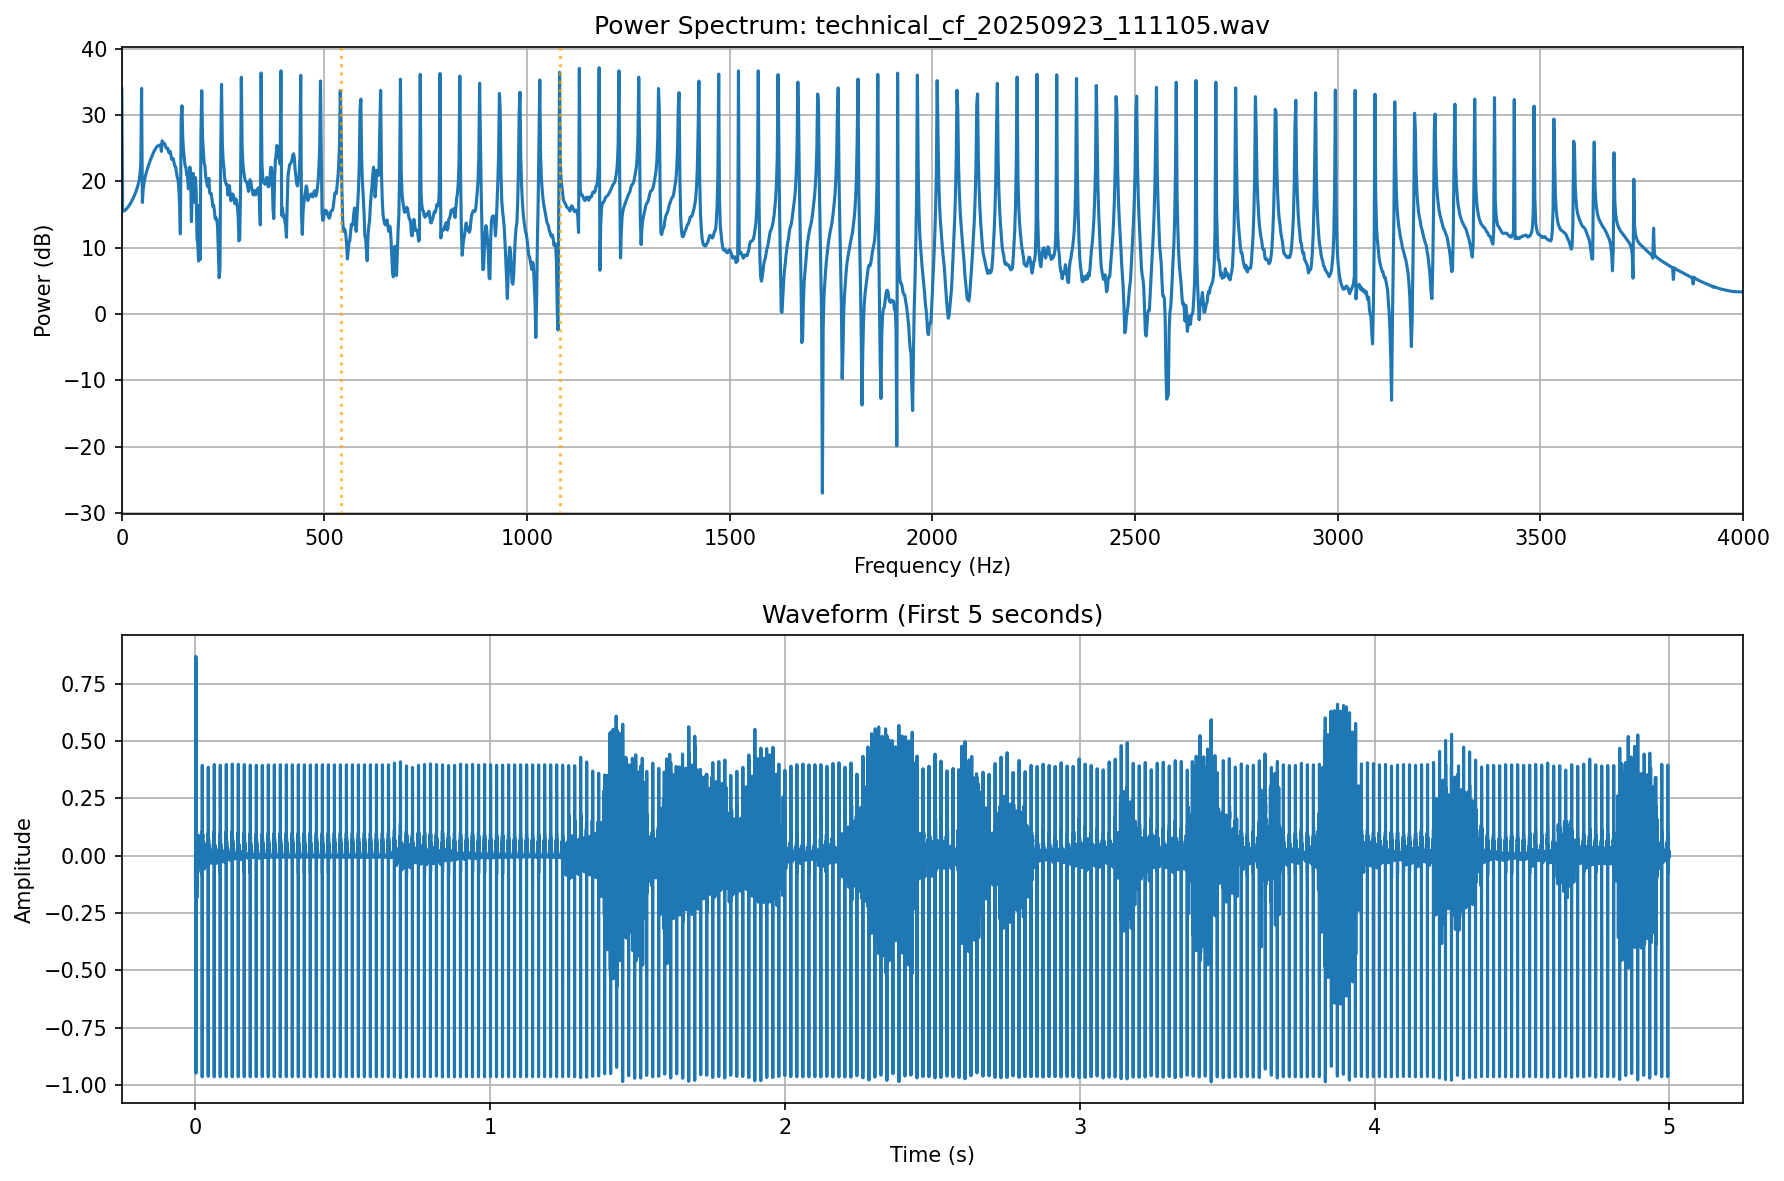 Power Spectrum: technical_cf_20250923_111105.wav
40
30
20
10
0
−10
−20
−30
Power (dB)
0 500 1000 1500 2000 2500 3000 3500 4000
Frequency (Hz)
Waveform (First 5 seconds)
0.75
0.50
0.25
0.00
−0.25
−0.50
−0.75
−1.00
Amplitude
0 1 2 3 4 5
Time (s)